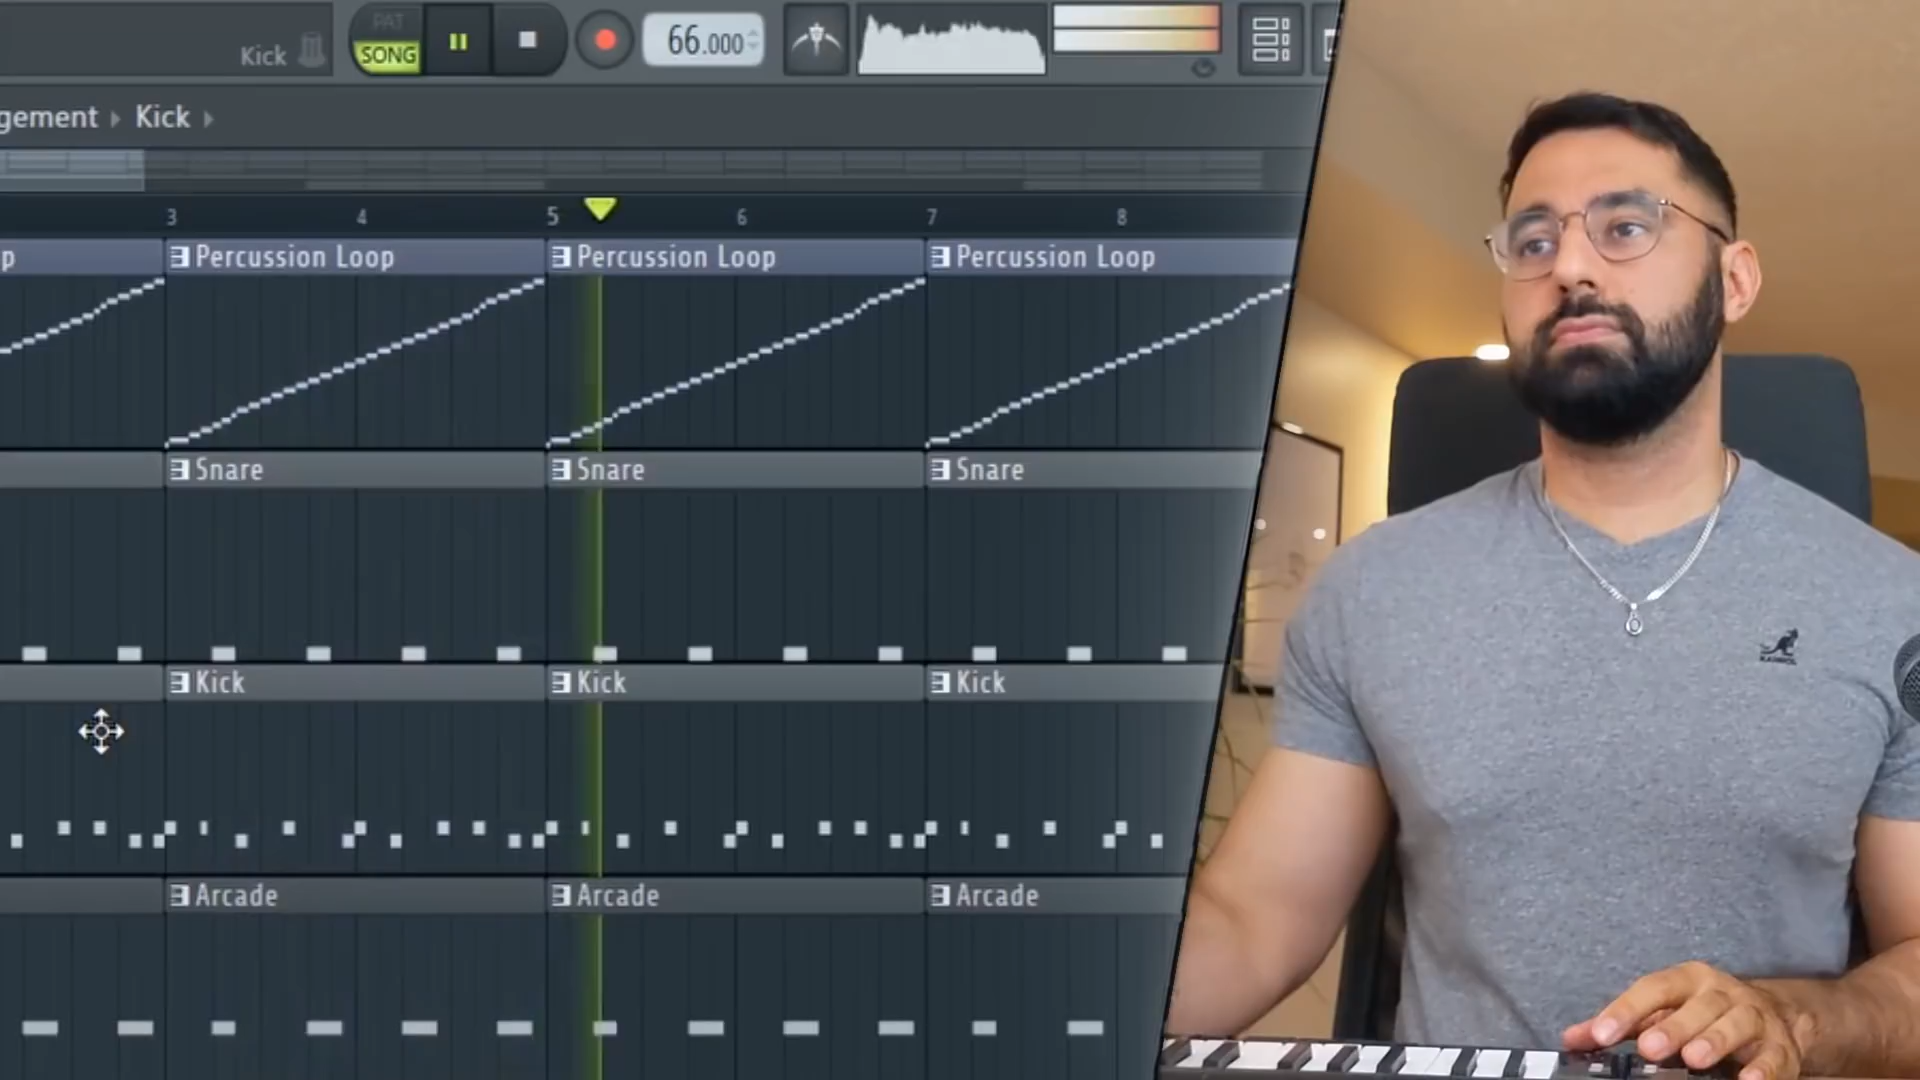 PAT
Kick
SONG
66.000
gement ▸ Kick ▸
3 4 5 6 7 8
p Percussion Loop Percussion Loop Percussion Loop
Snare Snare Snare
Kick Kick Kick
Arcade Arcade Arcade
KANGOL